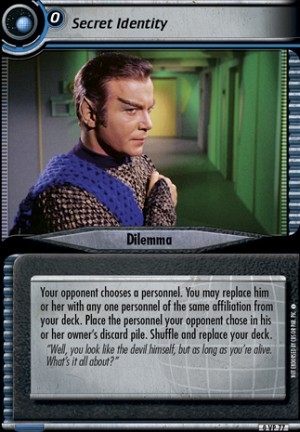 0
Secret Identity
Dilemma
Your opponent chooses a personnel. You may replace him
or her with any one personnel of the same affiliation from
your deck. Place the personnel your opponent chose in his
or her owner's discard pile. Shuffle and replace your deck.
"Well, you look like the devil himself, but as long as you're alive.
What's it all about?"
0 VP 77